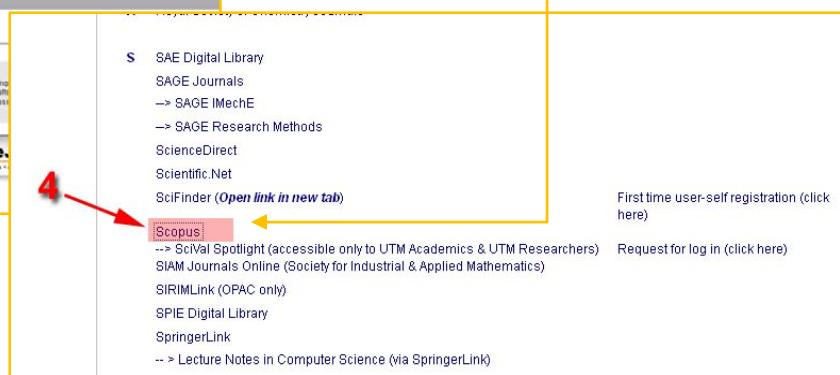 S SAE Digital Library
SAGE Journals
--> SAGE IMechE
--> SAGE Research Methods
ScienceDirect
Scientific.Net
SciFinder (Open link in new tab) First time user-self registration (click
here)
4
Scopus
--> SciVal Spotlight (accessible only to UTM Academics & UTM Researchers) Request for log in (click here)
SIAM Journals Online (Society for Industrial & Applied Mathematics)
SIRIMLink (OPAC only)
SPIE Digital Library
SpringerLink
-- > Lecture Notes in Computer Science (via SpringerLink)